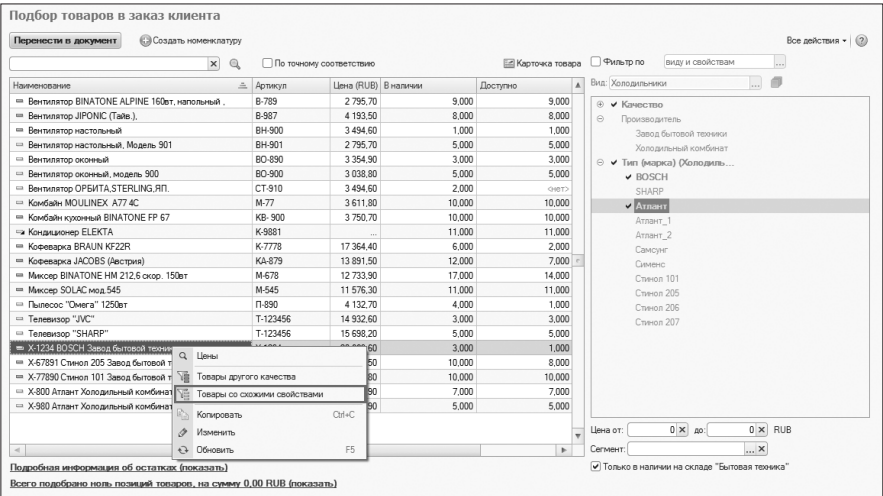 Подбор товаров в заказ клиента
Перенести в документ Создать номенклатуру Все действия
По точному соответствию Карточка товара Фильтр по виду и свойствам ...
Вид: Холодильники ...
Наименование Артикул Цена (RUB) В наличии Доступно
Вентилятор BINATONE ALPINE 160вт, напольный , В-789 2 795,70 9,000 9,000
Вентилятор JIPONIC (Тайв.), В-987 4 193,50 8,000 8,000
Вентилятор настольный ВН-900 3 494,60 1,000 1,000
Вентилятор настольный, Модель 901 ВН-901 2 795,70 5,000 5,000
Вентилятор оконный ВО-890 3 354,90 3,000 3,000
Вентилятор оконный, модель 900 ВО-900 3 038,80 5,000 5,000
Вентилятор ОРБИТА,STERLING,ЯП. СТ-910 3 494,60 2,000 <нет>
Комбайн MOULINEX А77 4С М-77 3 611,80 10,000 10,000
Комбайн кухонный BINATONE FP 67 КВ- 900 3 750,70 10,000 10,000
Кондиционер ELEKTA К-9881 ... 11,000 11,000
Кофеварка BRAUN KF22R К-7778 17 364,40 6,000 2,000
Кофеварка JACOBS (Австрия) КА-879 13 891,50 12,000 7,000
Миксер BINATONE HM 212,6 скор. 150вт М-678 12 733,90 17,000 14,000
Миксер SOLAC мод.545 М-545 11 576,30 11,000 3,000
Пылесос "Омега" 1250вт П-890 4 132,70 4,000 1,000
Телевизор "JVC" Т-123456 14 932,60 3,000 3,000
Телевизор "SHARP" Т-123456 15 698,20 5,000 5,000
Х-1234 BOSCH Завод бытовой техни 3,000 1,000
Х-67891 Стинол 205 Завод бытовой т 50 10,000 8,000
Х-77890 Стинол 101 Завод бытовой т 80 10,000 10,000
Х-800 Атлант Холодильный комбинат 90 7,000 7,000
Х-980 Атлант Холодильный комбинат 90 5,000 5,000
Цены
Товары другого качества
Товары со схожими свойствами
Копировать Ctrl+C
Изменить
Обновить F5
Качество
Производитель
Завод бытовой техники
Холодильный комбинат
Тип (марка) (Холодиль...
BOSCH
SHARP
Атлант
Атлант_1
Атлант_2
Самсунг
Сименс
Стинол 101
Стинол 205
Стинол 206
Стинол 207
Цена от: 0 до: 0 RUB
Сегмент: ...
Только в наличии на складе "Бытовая техника"
Подробная информация об остатках (показать)
Всего подобрано ноль позиций товаров, на сумму 0,00 RUB (показать)